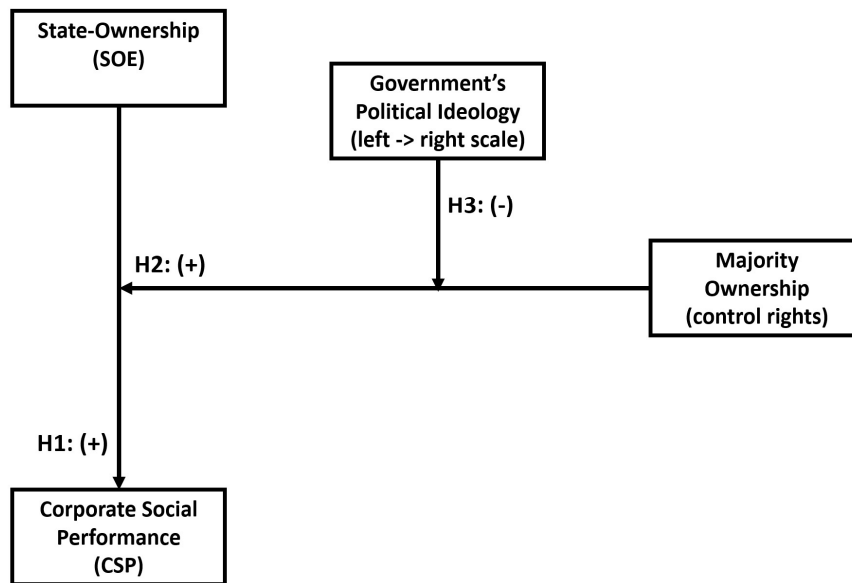 State-Ownership
(SOE)
Government’s
Political Ideology
(left -> right scale)
H3: (-)
H2: (+)
Majority
Ownership
(control rights)
H1: (+)
Corporate Social
Performance
(CSP)